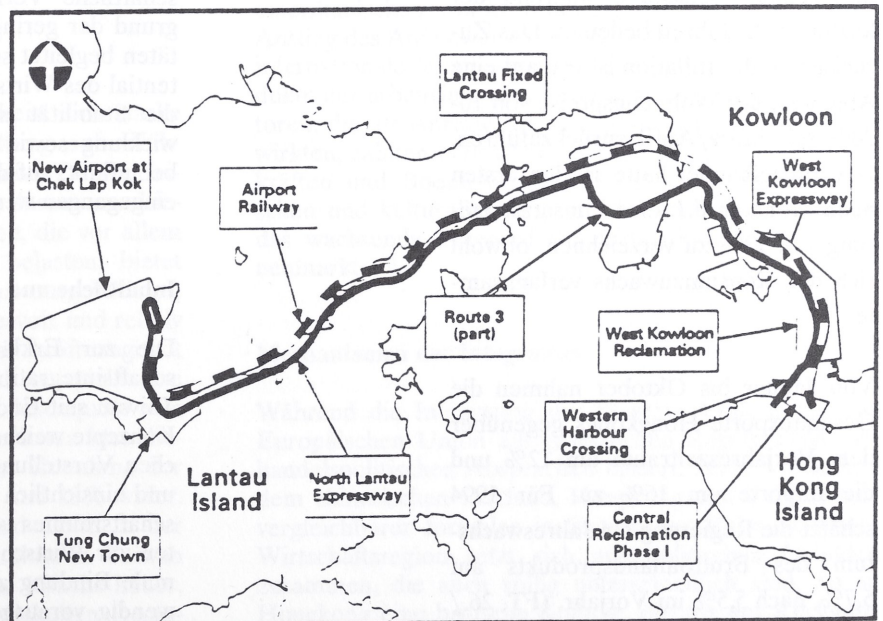 Lantau Fixed
Crossing
Kowloon
New Airport at
Chek Lap Kok
Airport
Railway
West
Kowloon
Expressway
Route 3
(part)
West Kowloon
Reclamation
Western
Harbour
Crossing
Lantau
Island
North Lantau
Expressway
Hong
Kong
Island
Tung Chung
New Town
Central
Reclamation
Phase I